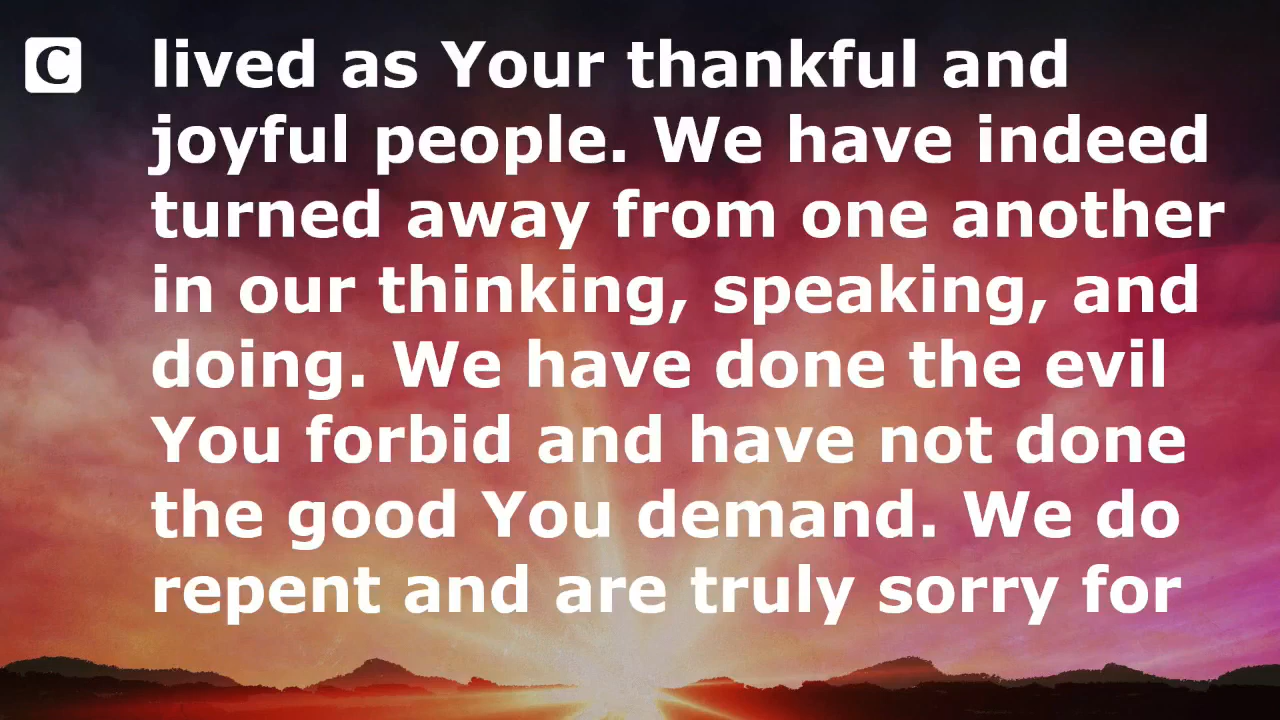 C lived as Your thankful and
joyful people. We have indeed
turned away from one another
in our thinking, speaking, and
doing. We have done the evil
You forbid and have not done
the good You demand. We do
repent and are truly sorry for